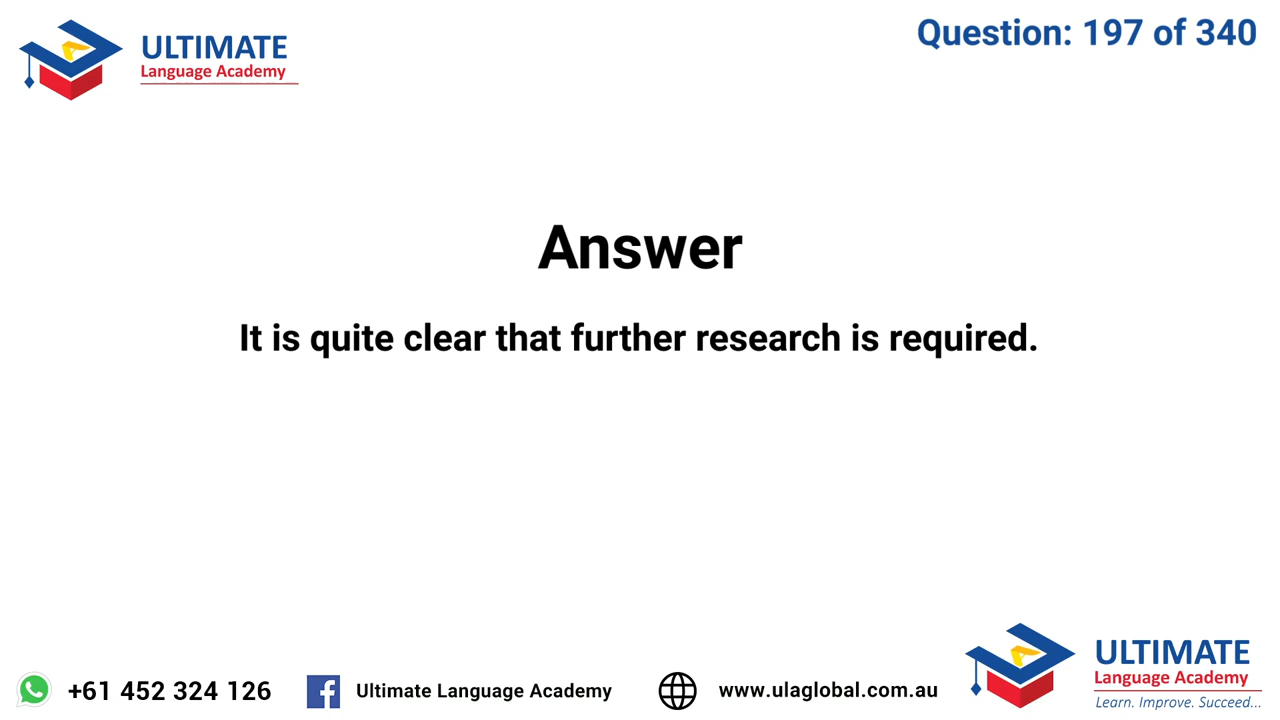 ULTIMATE
Language Academy
Question: 197 of 340
Answer
It is quite clear that further research is required.
+61 452 324 126
Ultimate Language Academy
www.ulaglobal.com.au
ULTIMATE
Language Academy
Learn. Improve. Succeed...